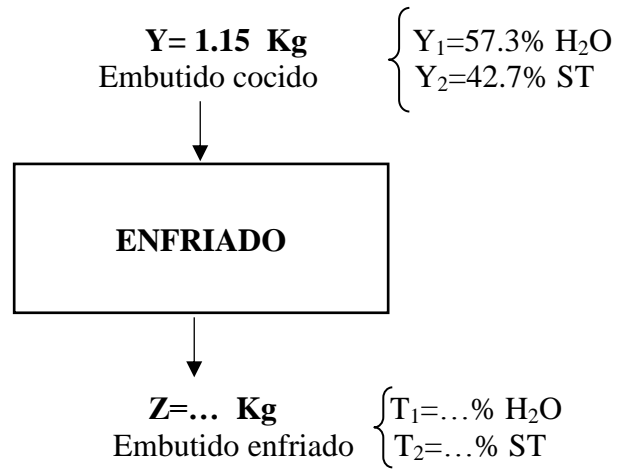 Y= 1.15 Kg
Embutido cocido
Y₁=57.3% H₂O
Y₂=42.7% ST
ENFRIADO
Z=... Kg
Embutido enfriado
T₁=...% H₂O
T₂=...% ST